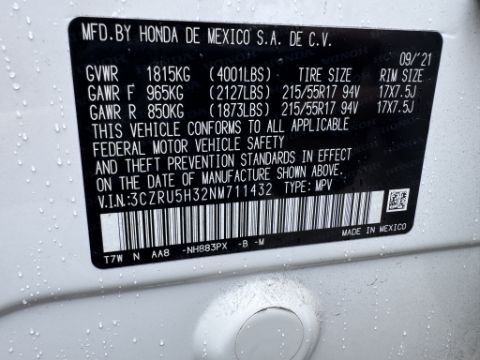 MFD.BY HONDA DE MEXICO S.A. DE C.V.
09/'21
GVWR 1815KG (4001LBS) TIRE SIZE RIM SIZE
GAWR F 965KG (2127LBS) 215/55R17 94V 17X7.5J
GAWR R 850KG (1873LBS) 215/55R17 94V 17X7.5J
THIS VEHICLE CONFORMS TO ALL APPLICABLE
FEDERAL MOTOR VEHICLE SAFETY
AND THEFT PREVENTION STANDARDS IN EFFECT
ON THE DATE OF MANUFACTURE SHOWN ABOVE.
V.I.N:3CZRU5H32NM711432 TYPE: MPV
T7W N AA8 -NH883PX -B -M MADE IN MEXICO